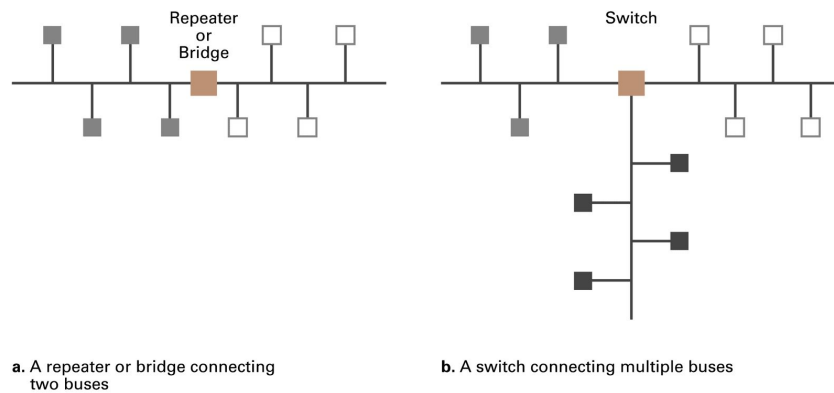 Repeater
or
Bridge
Switch
a. A repeater or bridge connecting
two buses
b. A switch connecting multiple buses